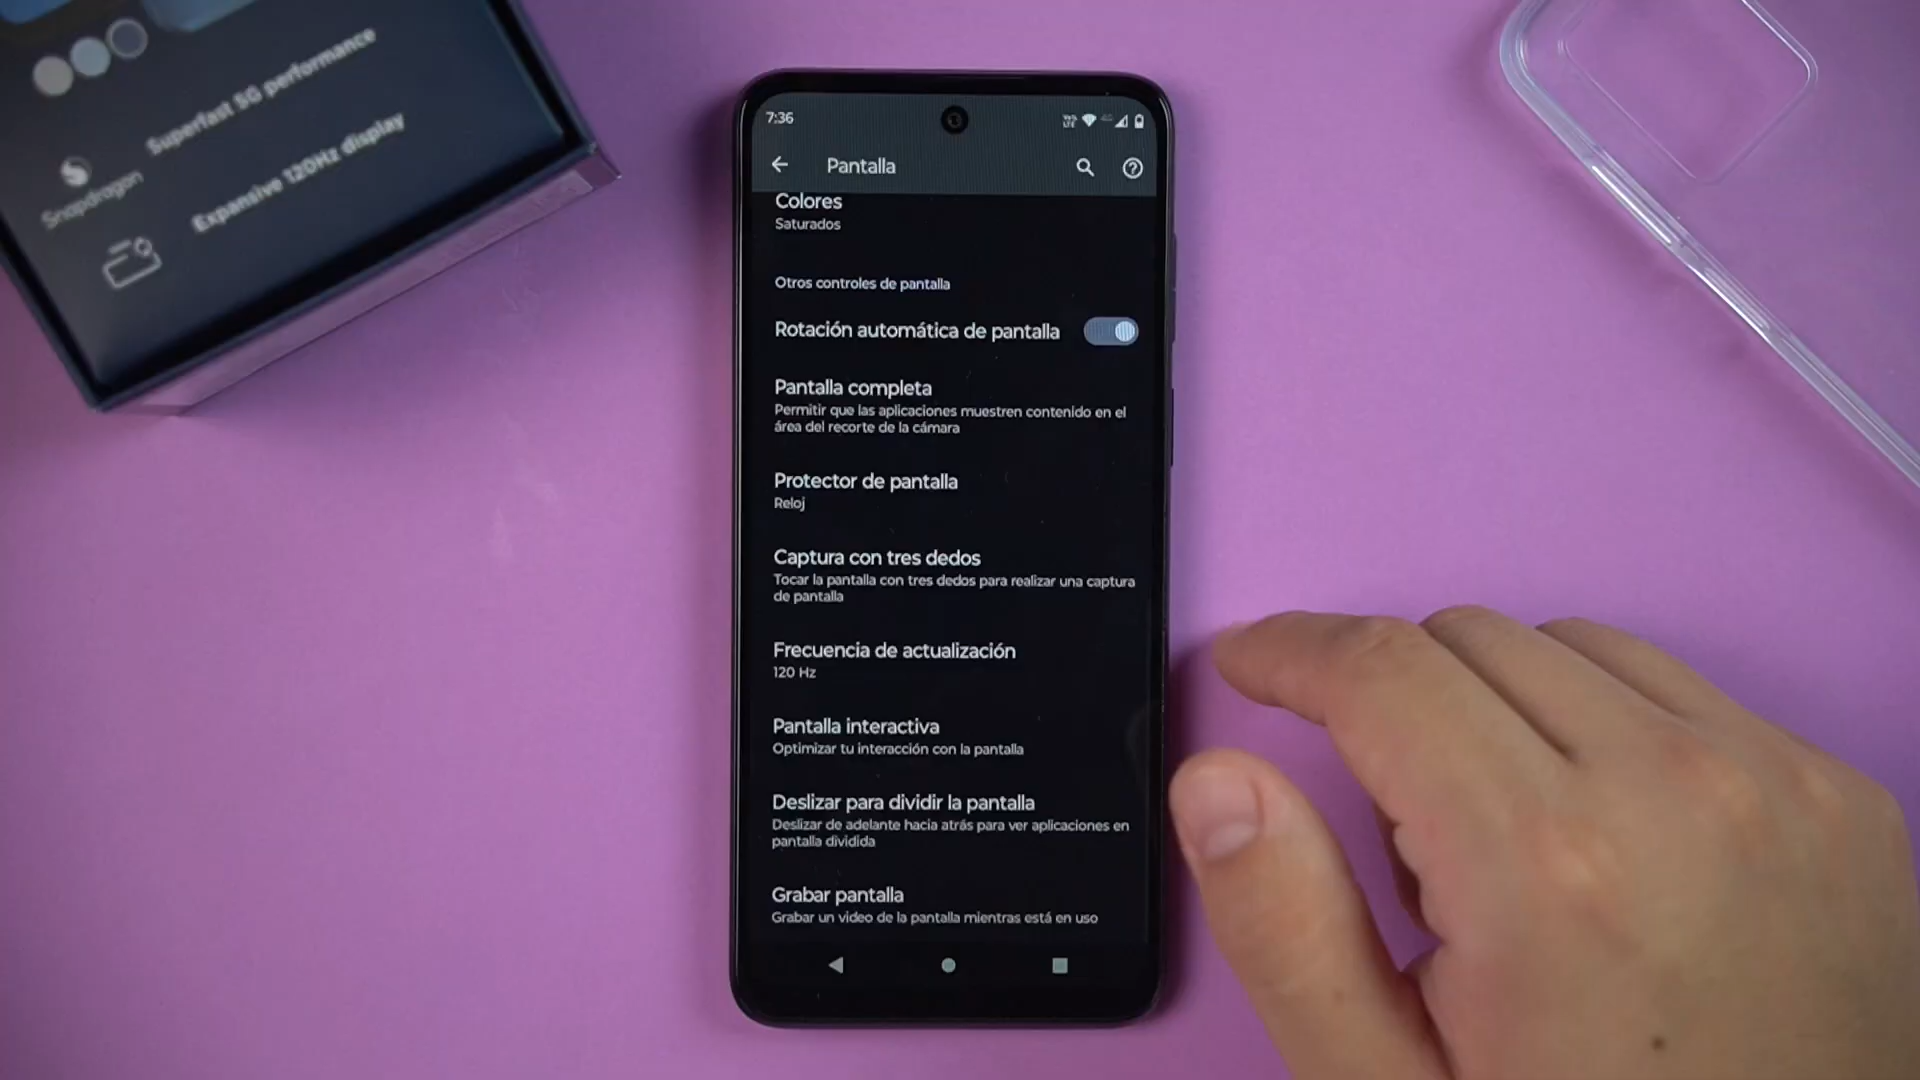 Superfast 5G performance
Snapdragon
Expansive 120Hz display
7:36
Pantalla
Colores
Saturados
Otros controles de pantalla
Rotación automática de pantalla
Pantalla completa
Permitir que las aplicaciones muestren contenido en el
área del recorte de la cámara
Protector de pantalla
Reloj
Captura con tres dedos
Tocar la pantalla con tres dedos para realizar una captura
de pantalla
Frecuencia de actualización
120 Hz
Pantalla interactiva
Optimizar tu interacción con la pantalla
Deslizar para dividir la pantalla
Deslizar de adelante hacia atrás para ver aplicaciones en
pantalla dividida
Grabar pantalla
Grabar un video de la pantalla mientras está en uso